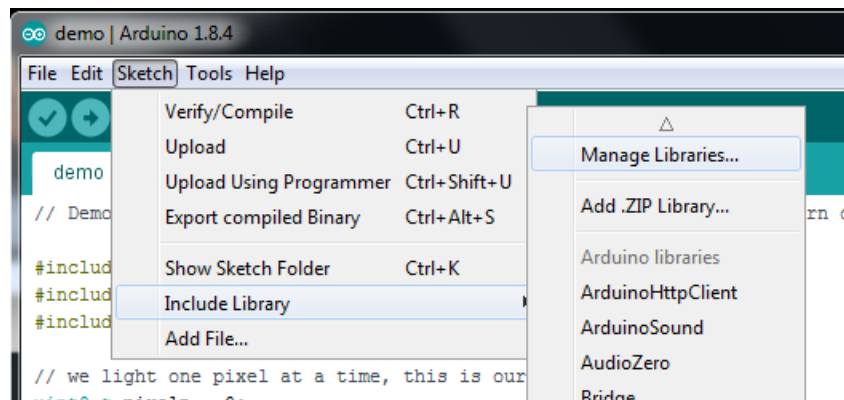 demo | Arduino 1.8.4
File Edit Sketch Tools Help
demo
Verify/Compile Ctrl+R
Upload Ctrl+U
Upload Using Programmer Ctrl+Shift+U
Export compiled Binary Ctrl+Alt+S
Show Sketch Folder Ctrl+K
Include Library
Add File...
Manage Libraries...
Add .ZIP Library...
Arduino libraries
ArduinoHttpClient
ArduinoSound
AudioZero
Bridge
// Demo
#includ
#includ
#includ
// we light one pixel at a time, this is our